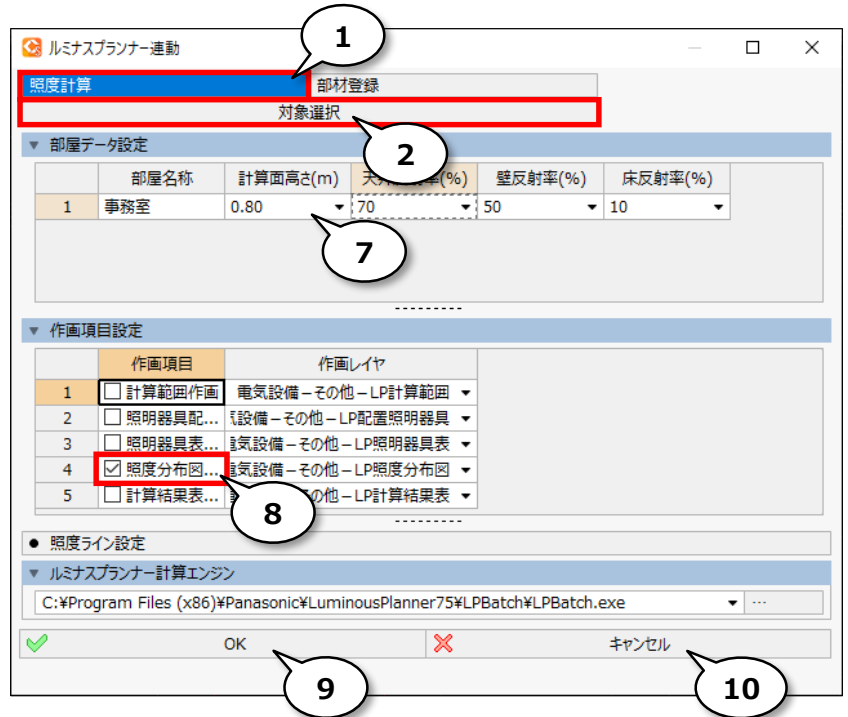 1
ルミナスプランナー連動
照度計算 部材登録
対象選択
2
部屋データ設定
部屋名称 計算面高さ(m) (%) 壁反射率(%) 床反射率(%)
1 事務室 0.80 70 50 10
7
作画項目設定
作画項目 作画レイヤ
1 計算範囲作画 電気設備－その他－LP計算範囲
2 照明器具配... 設備－その他－LP配置照明器具
3 照明器具表... 気設備－その他－LP照明器具表
4 照度分布図... 気設備－その他－LP照度分布図
5 計算結果表... の他－LP計算結果表
8
照度ライン設定
ルミナスプランナー計算エンジン
C:¥Program Files (x86)¥Panasonic¥LuminousPlanner75¥LPBatch¥LPBatch.exe ...
OK キャンセル
9 10